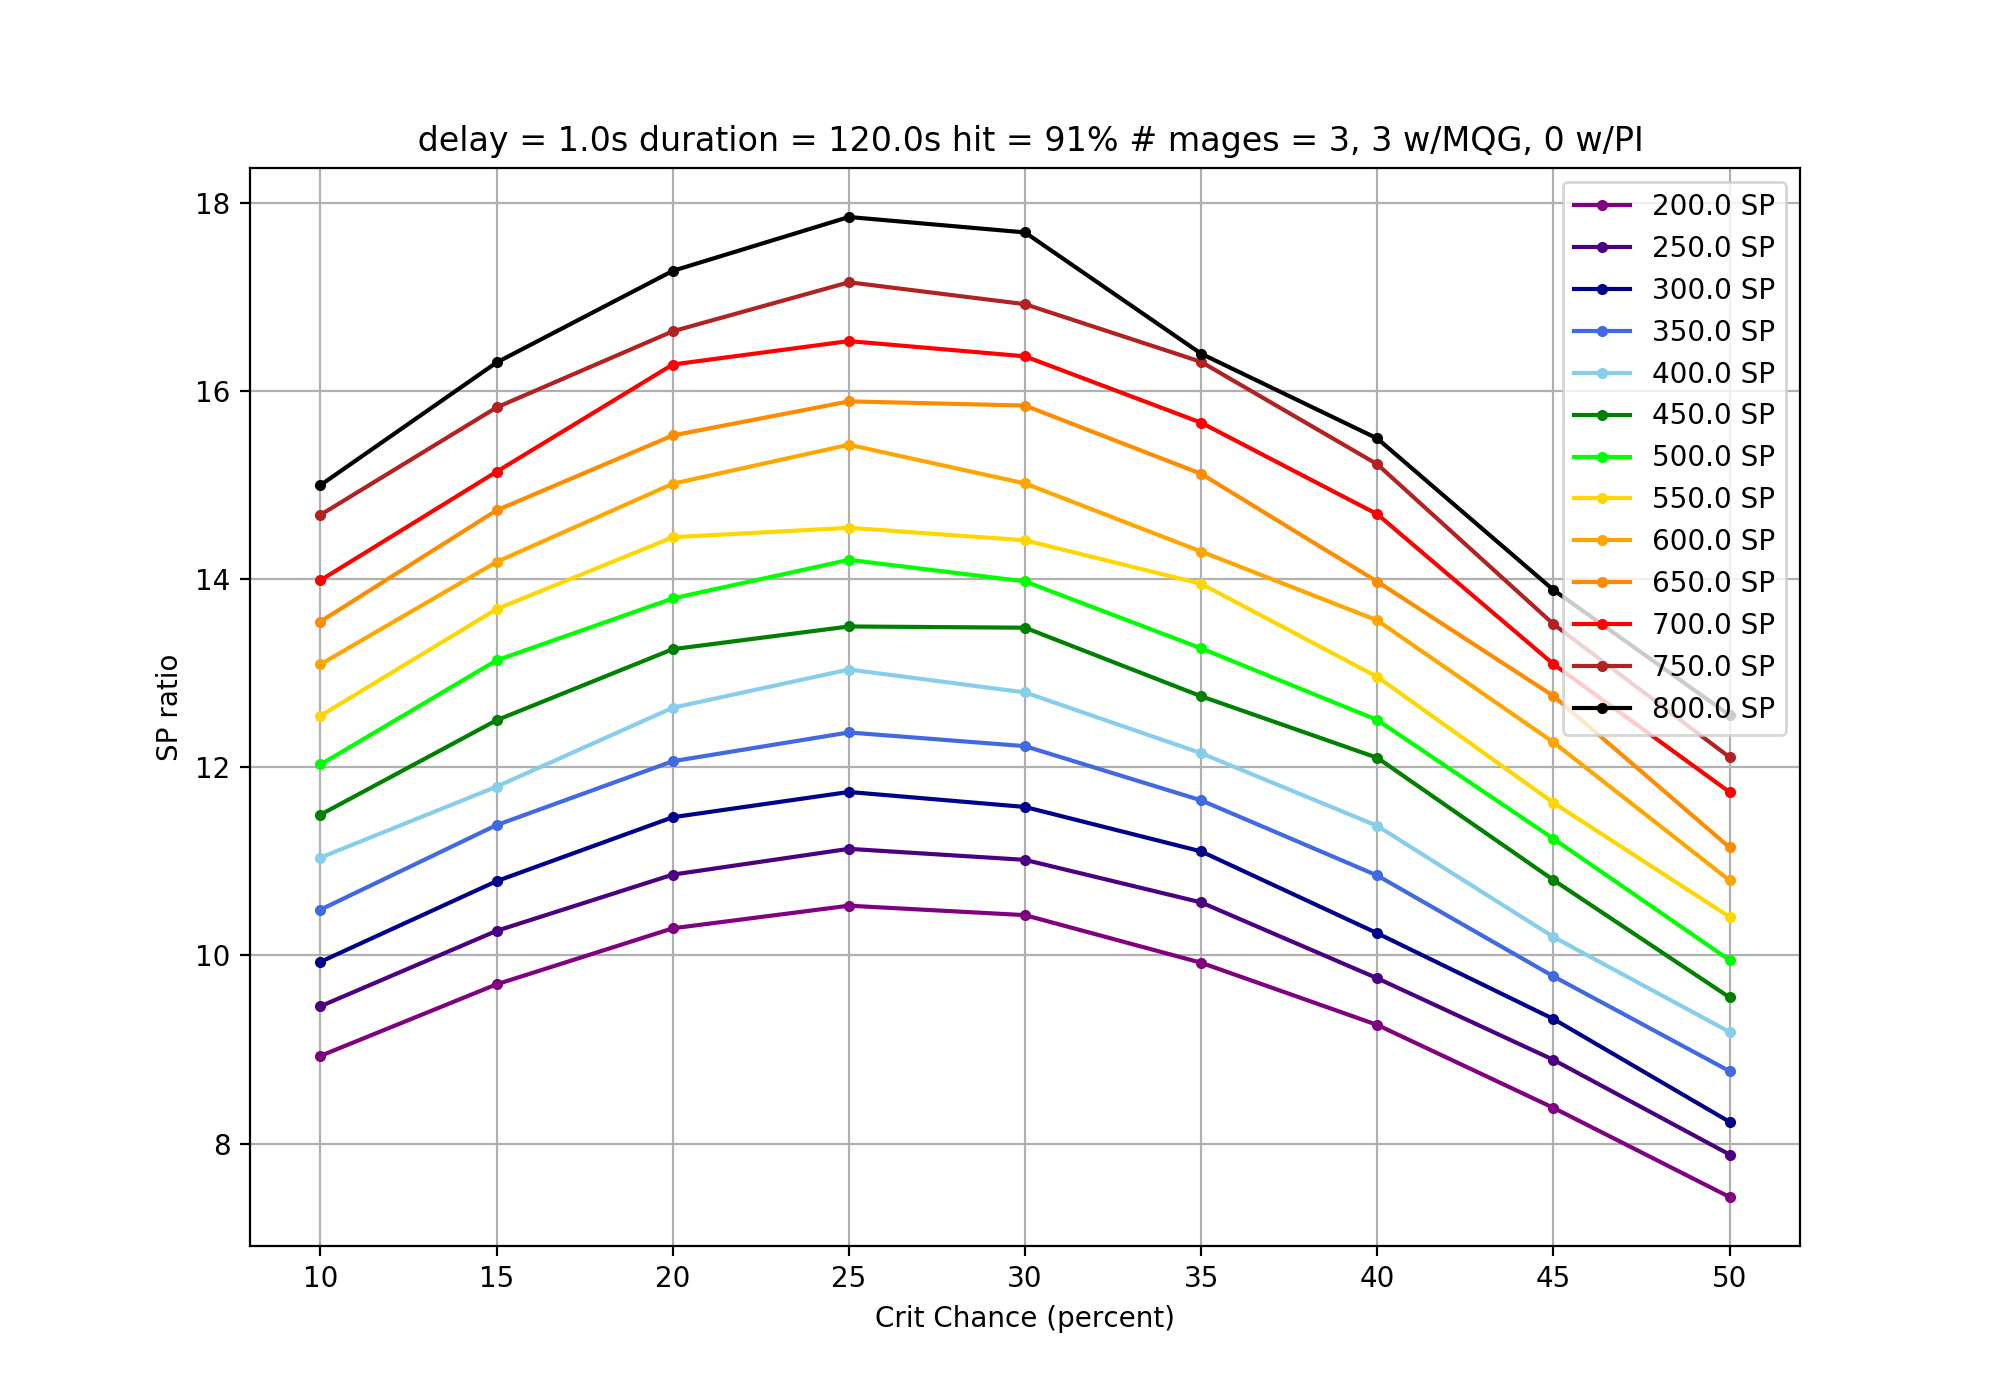 delay = 1.0s duration = 120.0s hit = 91% # mages = 3, 3 w/MQG, 0 w/PI
18
16
14
12
10
8
SP ratio
200.0 SP
250.0 SP
300.0 SP
350.0 SP
400.0 SP
450.0 SP
500.0 SP
550.0 SP
600.0 SP
650.0 SP
700.0 SP
750.0 SP
800.0 SP
10 15 20 25 30 35 40 45 50
Crit Chance (percent)